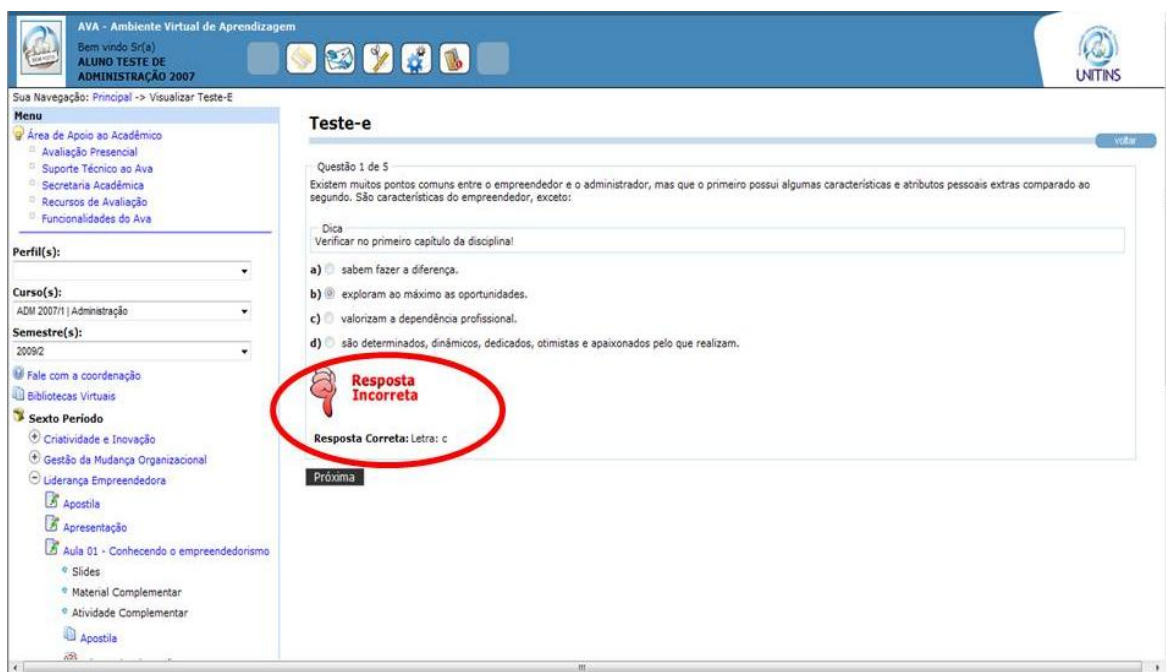 AVA - Ambiente Virtual de Aprendizagem
Bem vindo Sr(a)
ALUNO TESTE DE
ADMINISTRAÇÃO 2007
UNITINS
Sua Navegação: Principal -> Visualizar Teste-E
Menu
Área de Apoio ao Acadêmico
Avaliação Presencial
Suporte Técnico ao Ava
Secretaria Acadêmica
Recursos de Avaliação
Funcionalidades do Ava
Perfil(s):
Curso(s):
ADM 2007/1 | Administração
Semestre(s):
2009/2
Fale com a coordenação
Bibliotecas Virtuais
Sexto Período
Criatividade e Inovação
Gestão da Mudança Organizacional
Liderança Empreendedora
Apostila
Apresentação
Aula 01 - Conhecendo o empreendedorismo
Slides
Material Complementar
Atividade Complementar
Apostila
Teste-e
voltar
Questão 1 de 5
Existem muitos pontos comuns entre o empreendedor e o administrador, mas que o primeiro possui algumas características e atributos pessoais extras comparado ao
segundo. São características do empreendedor, exceto:
Dica
Verificar no primeiro capítulo da disciplina!
a) sabem fazer a diferença.
b) exploram ao máximo as oportunidades.
c) valorizam a dependência profissional.
d) são determinados, dinâmicos, dedicados, otimistas e apaixonados pelo que realizam.
Resposta
Incorreta
Resposta Correta: Letra: c
Próxima